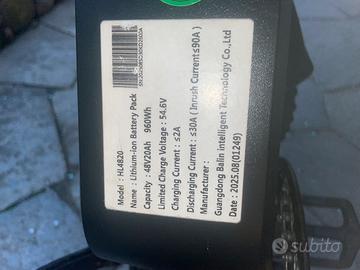 Model : HL4820
Name : Lithium-ion Battery Pack
Capacity : 48V20Ah 960Wh
Limited Charge Voltage : 54.6V
Charging Current : ≤2A
Discharging Current : ≤30A ( Inrush Current≤90A )
Manufacturer :
Guangdong Balin intelligent Technology Co.,Ltd
Date : 2025.08(01249)
subito